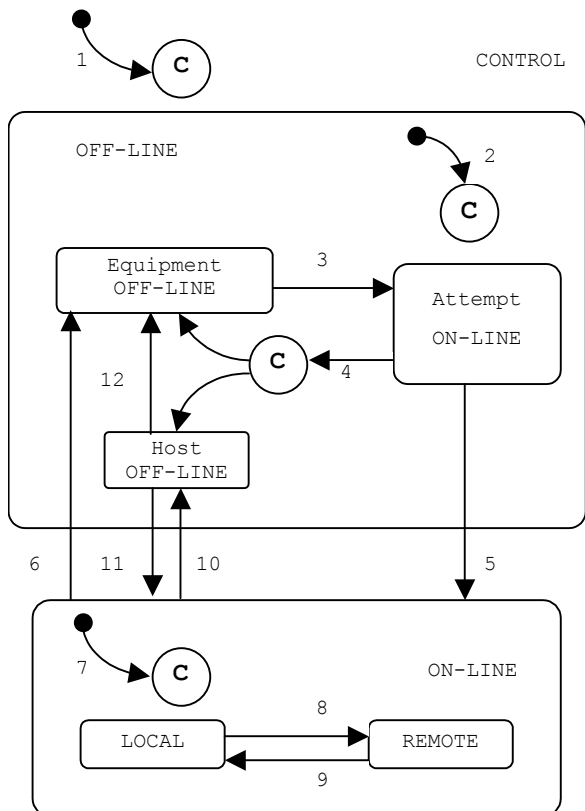 1
C
CONTROL
OFF-LINE
2
C
Equipment
OFF-LINE
3
Attempt
ON-LINE
C
4
12
Host
OFF-LINE
6
11
10
5
7
C
ON-LINE
8
LOCAL
REMOTE
9